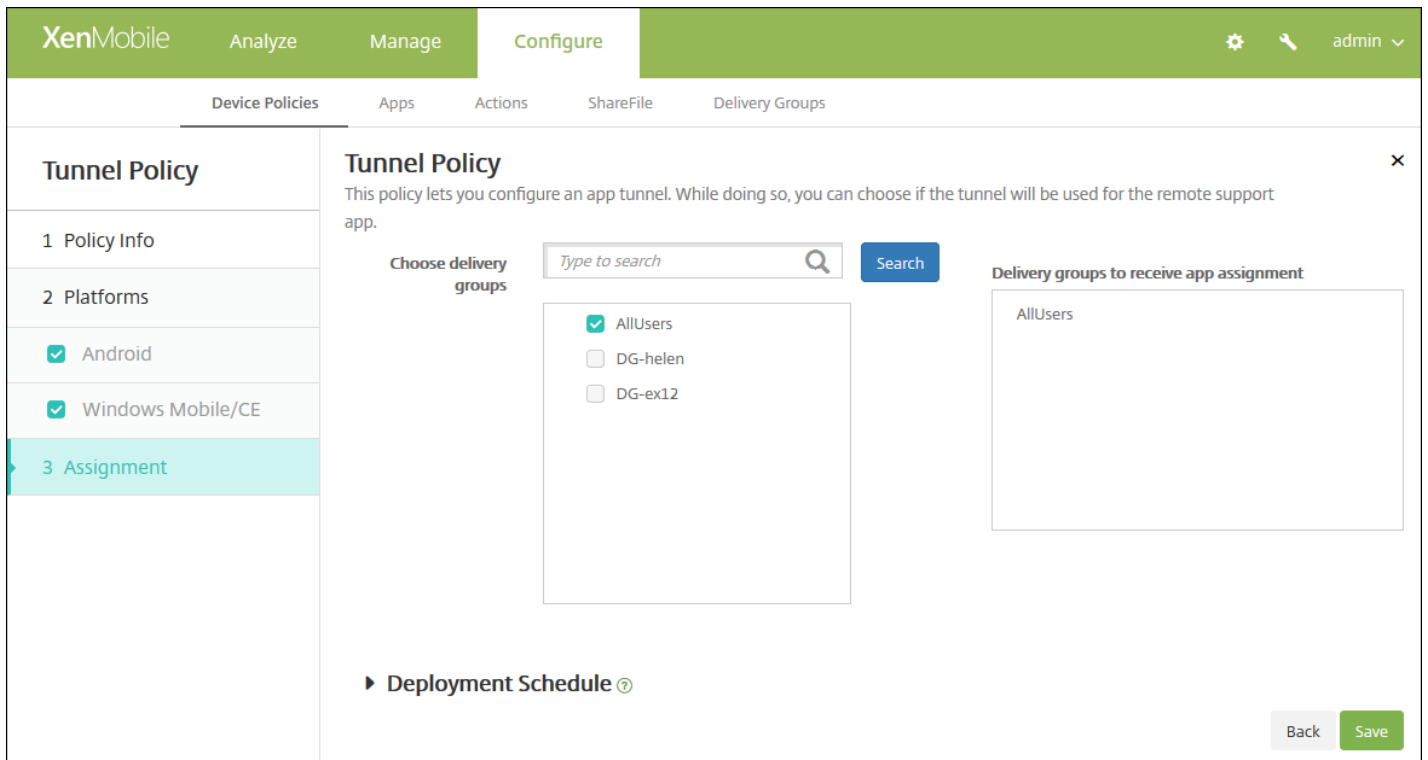 XenMobile Analyze Manage Configure admin
Device Policies Apps Actions ShareFile Delivery Groups
Tunnel Policy
1 Policy Info
2 Platforms
Android
Windows Mobile/CE
3 Assignment
Tunnel Policy
This policy lets you configure an app tunnel. While doing so, you can choose if the tunnel will be used for the remote support
app.
Choose delivery
groups
Type to search
Search
AllUsers
DG-helen
DG-ex12
Delivery groups to receive app assignment
AllUsers
Deployment Schedule ?
Back Save